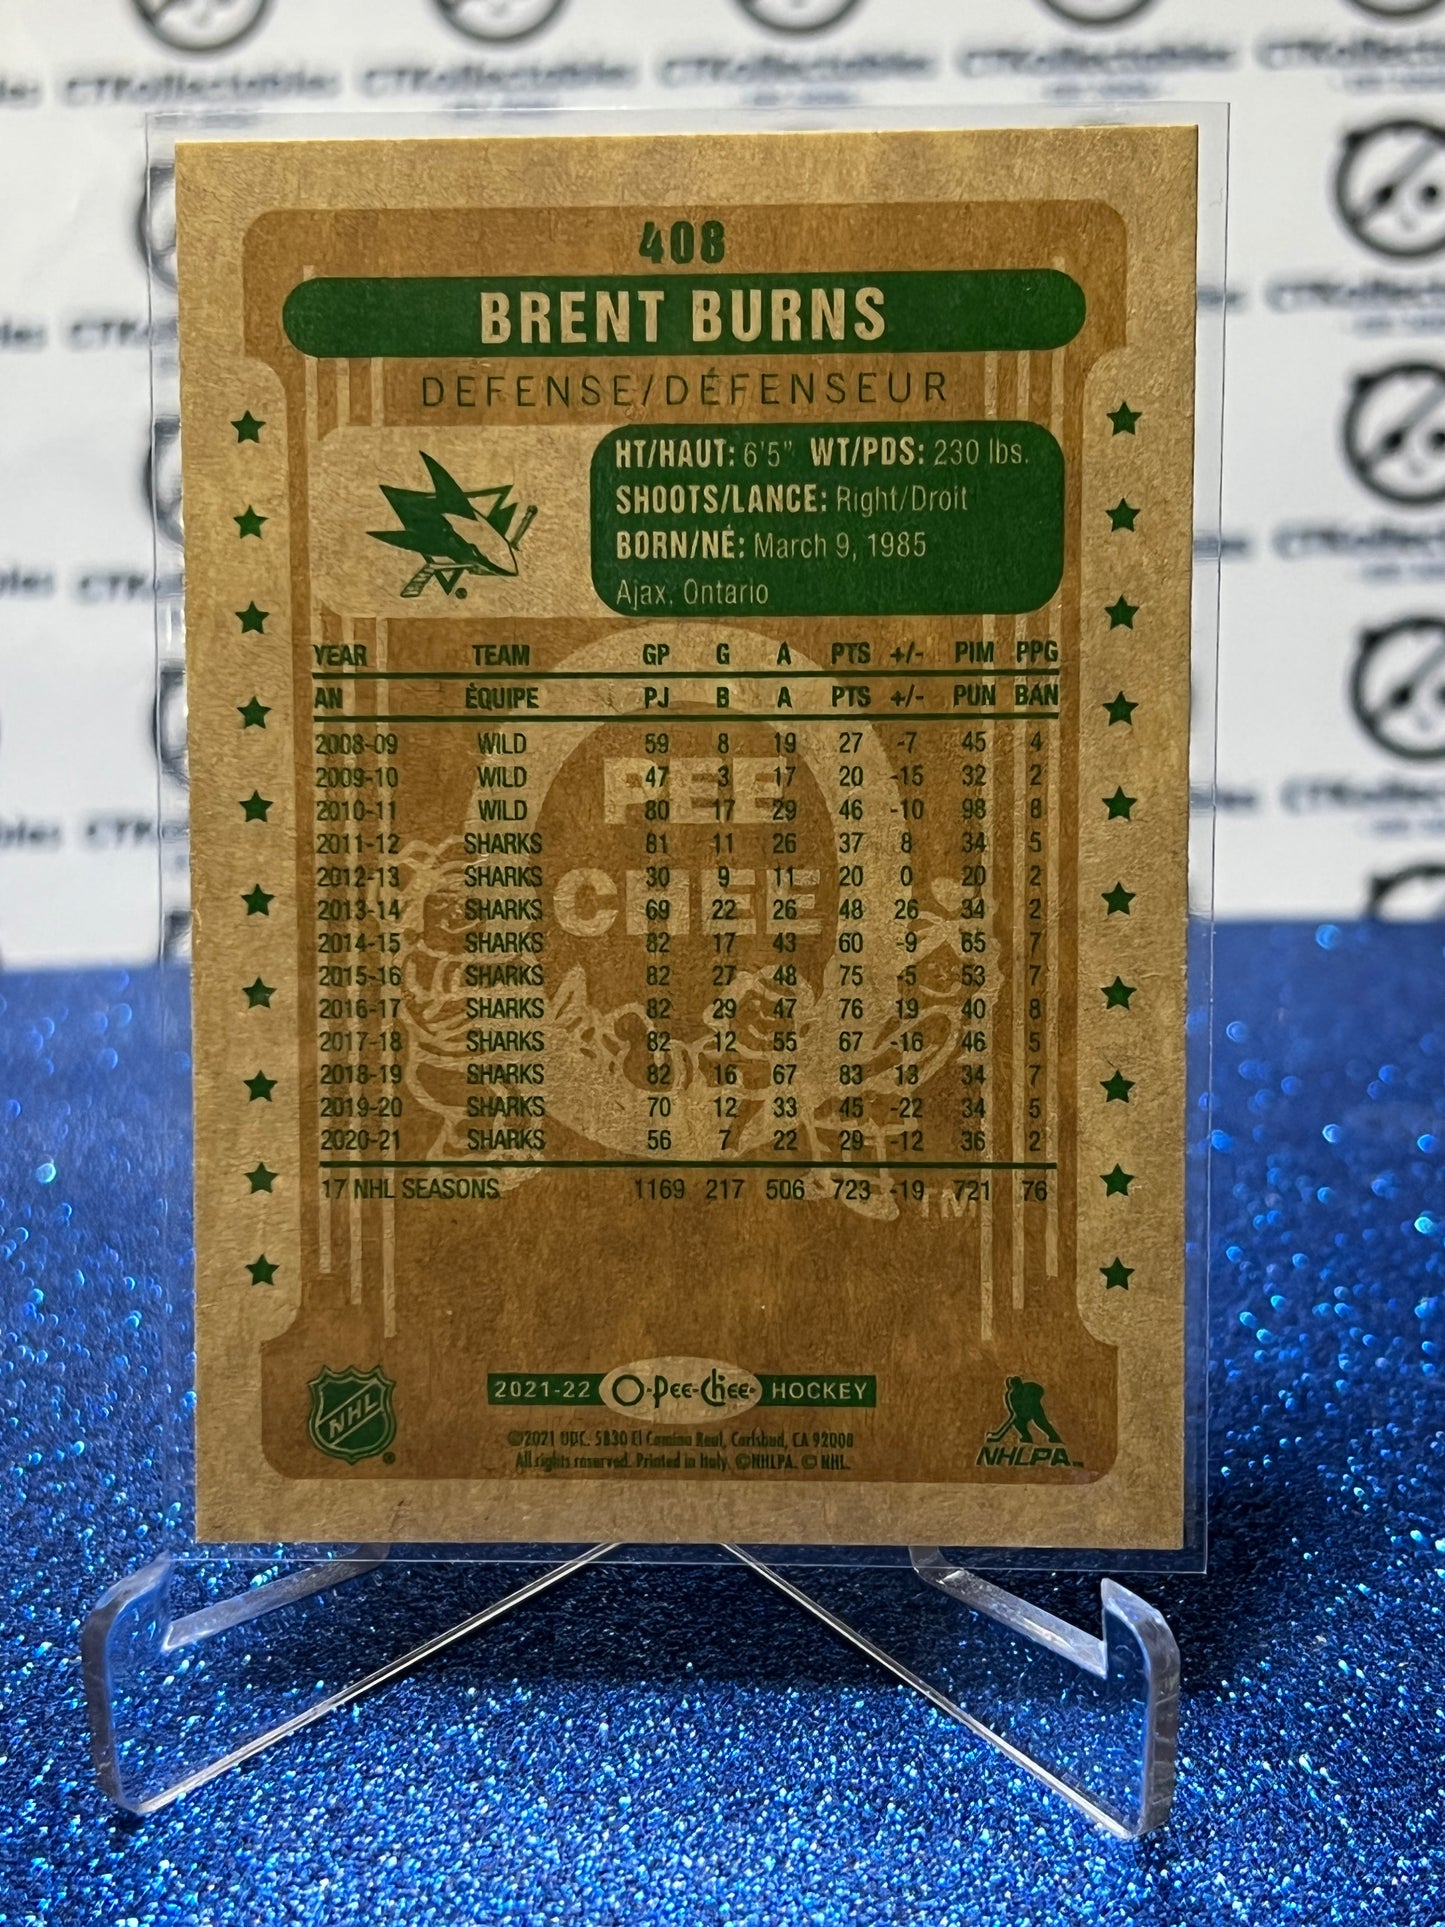 408
BRENT BURNS
DEFENSE/DÉFENSEUR
HT/HAUT: 6'5" WT/PDS: 230 lbs.
SHOOTS/LANCE: Right/Droit
BORN/NÉ: March 9, 1985
Ajax, Ontario
YEAR TEAM GP G A PTS +/- PIM PPG
AN ÉQUIPE PJ B A PTS +/- PUN BAN
2008-09 WILD 59 8 19 27 -7 45 4
2009-10 WILD 47 3 17 20 -15 32 2
2010-11 WILD 80 17 29 46 -10 98 8
2011-12 SHARKS 81 11 26 37 8 34 5
2012-13 SHARKS 30 9 11 20 0 20 2
2013-14 SHARKS 69 22 26 48 26 34 2
2014-15 SHARKS 82 17 43 60 -9 65 7
2015-16 SHARKS 82 27 48 75 -5 53 7
2016-17 SHARKS 82 29 47 76 19 40 8
2017-18 SHARKS 82 12 55 67 -16 46 5
2018-19 SHARKS 82 16 67 83 13 34 7
2019-20 SHARKS 70 12 33 45 -22 34 5
2020-21 SHARKS 56 7 22 29 -12 36 2
17 NHL SEASONS 1169 217 506 723 -19 721 76
PEE
CHEE
TM
2021-22 O-Pee-Chee HOCKEY
©2021 UDC. 5830 El Camino Real, Carlsbad, CA 92008
All rights reserved. Printed in Italy. ©NHLPA. © NHL.
NHL
NHLPA
CTKollectables